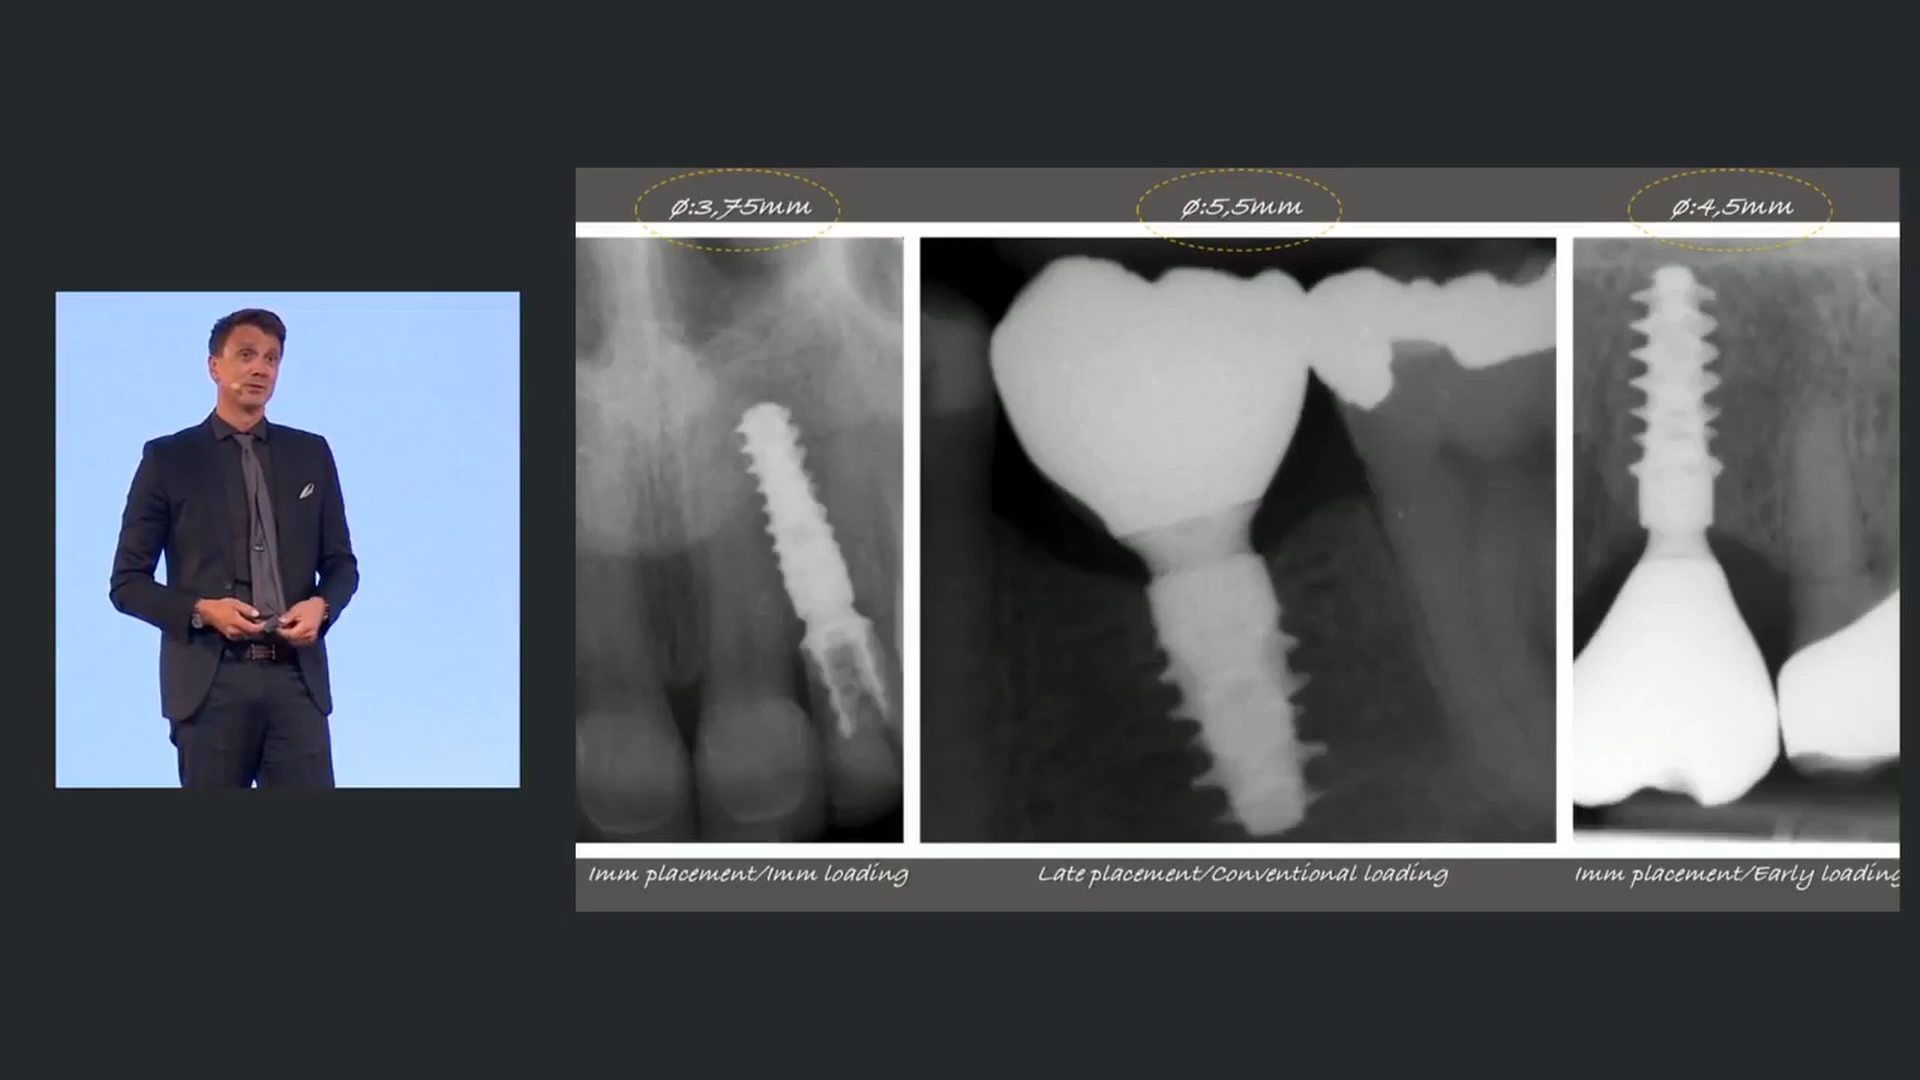 Ø:3,75mm
Ø:5,5mm
Ø:4,5mm
Imm placement/Imm loading
Late placement/Conventional loading
Imm placement/Early loading